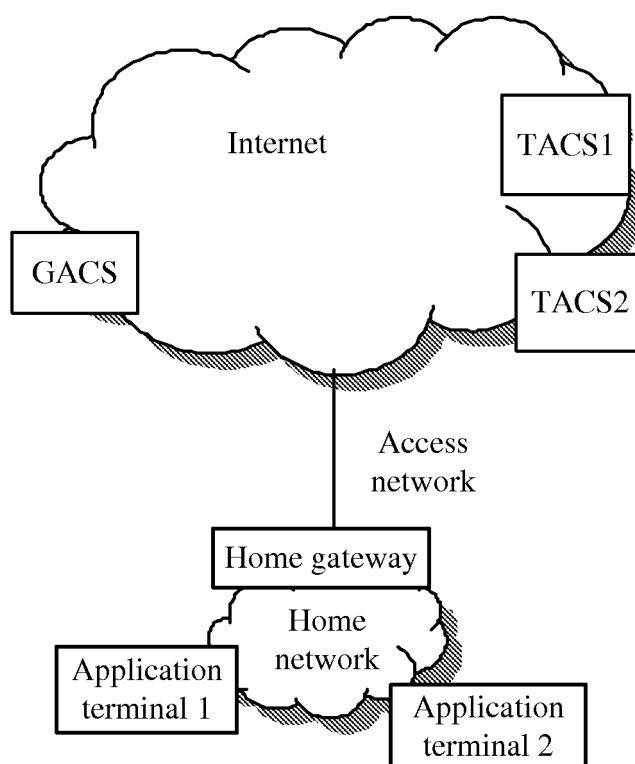 Internet
TACS1
GACS
TACS2
Access
network
Home gateway
Home
network
Application
terminal 1
Application
terminal 2